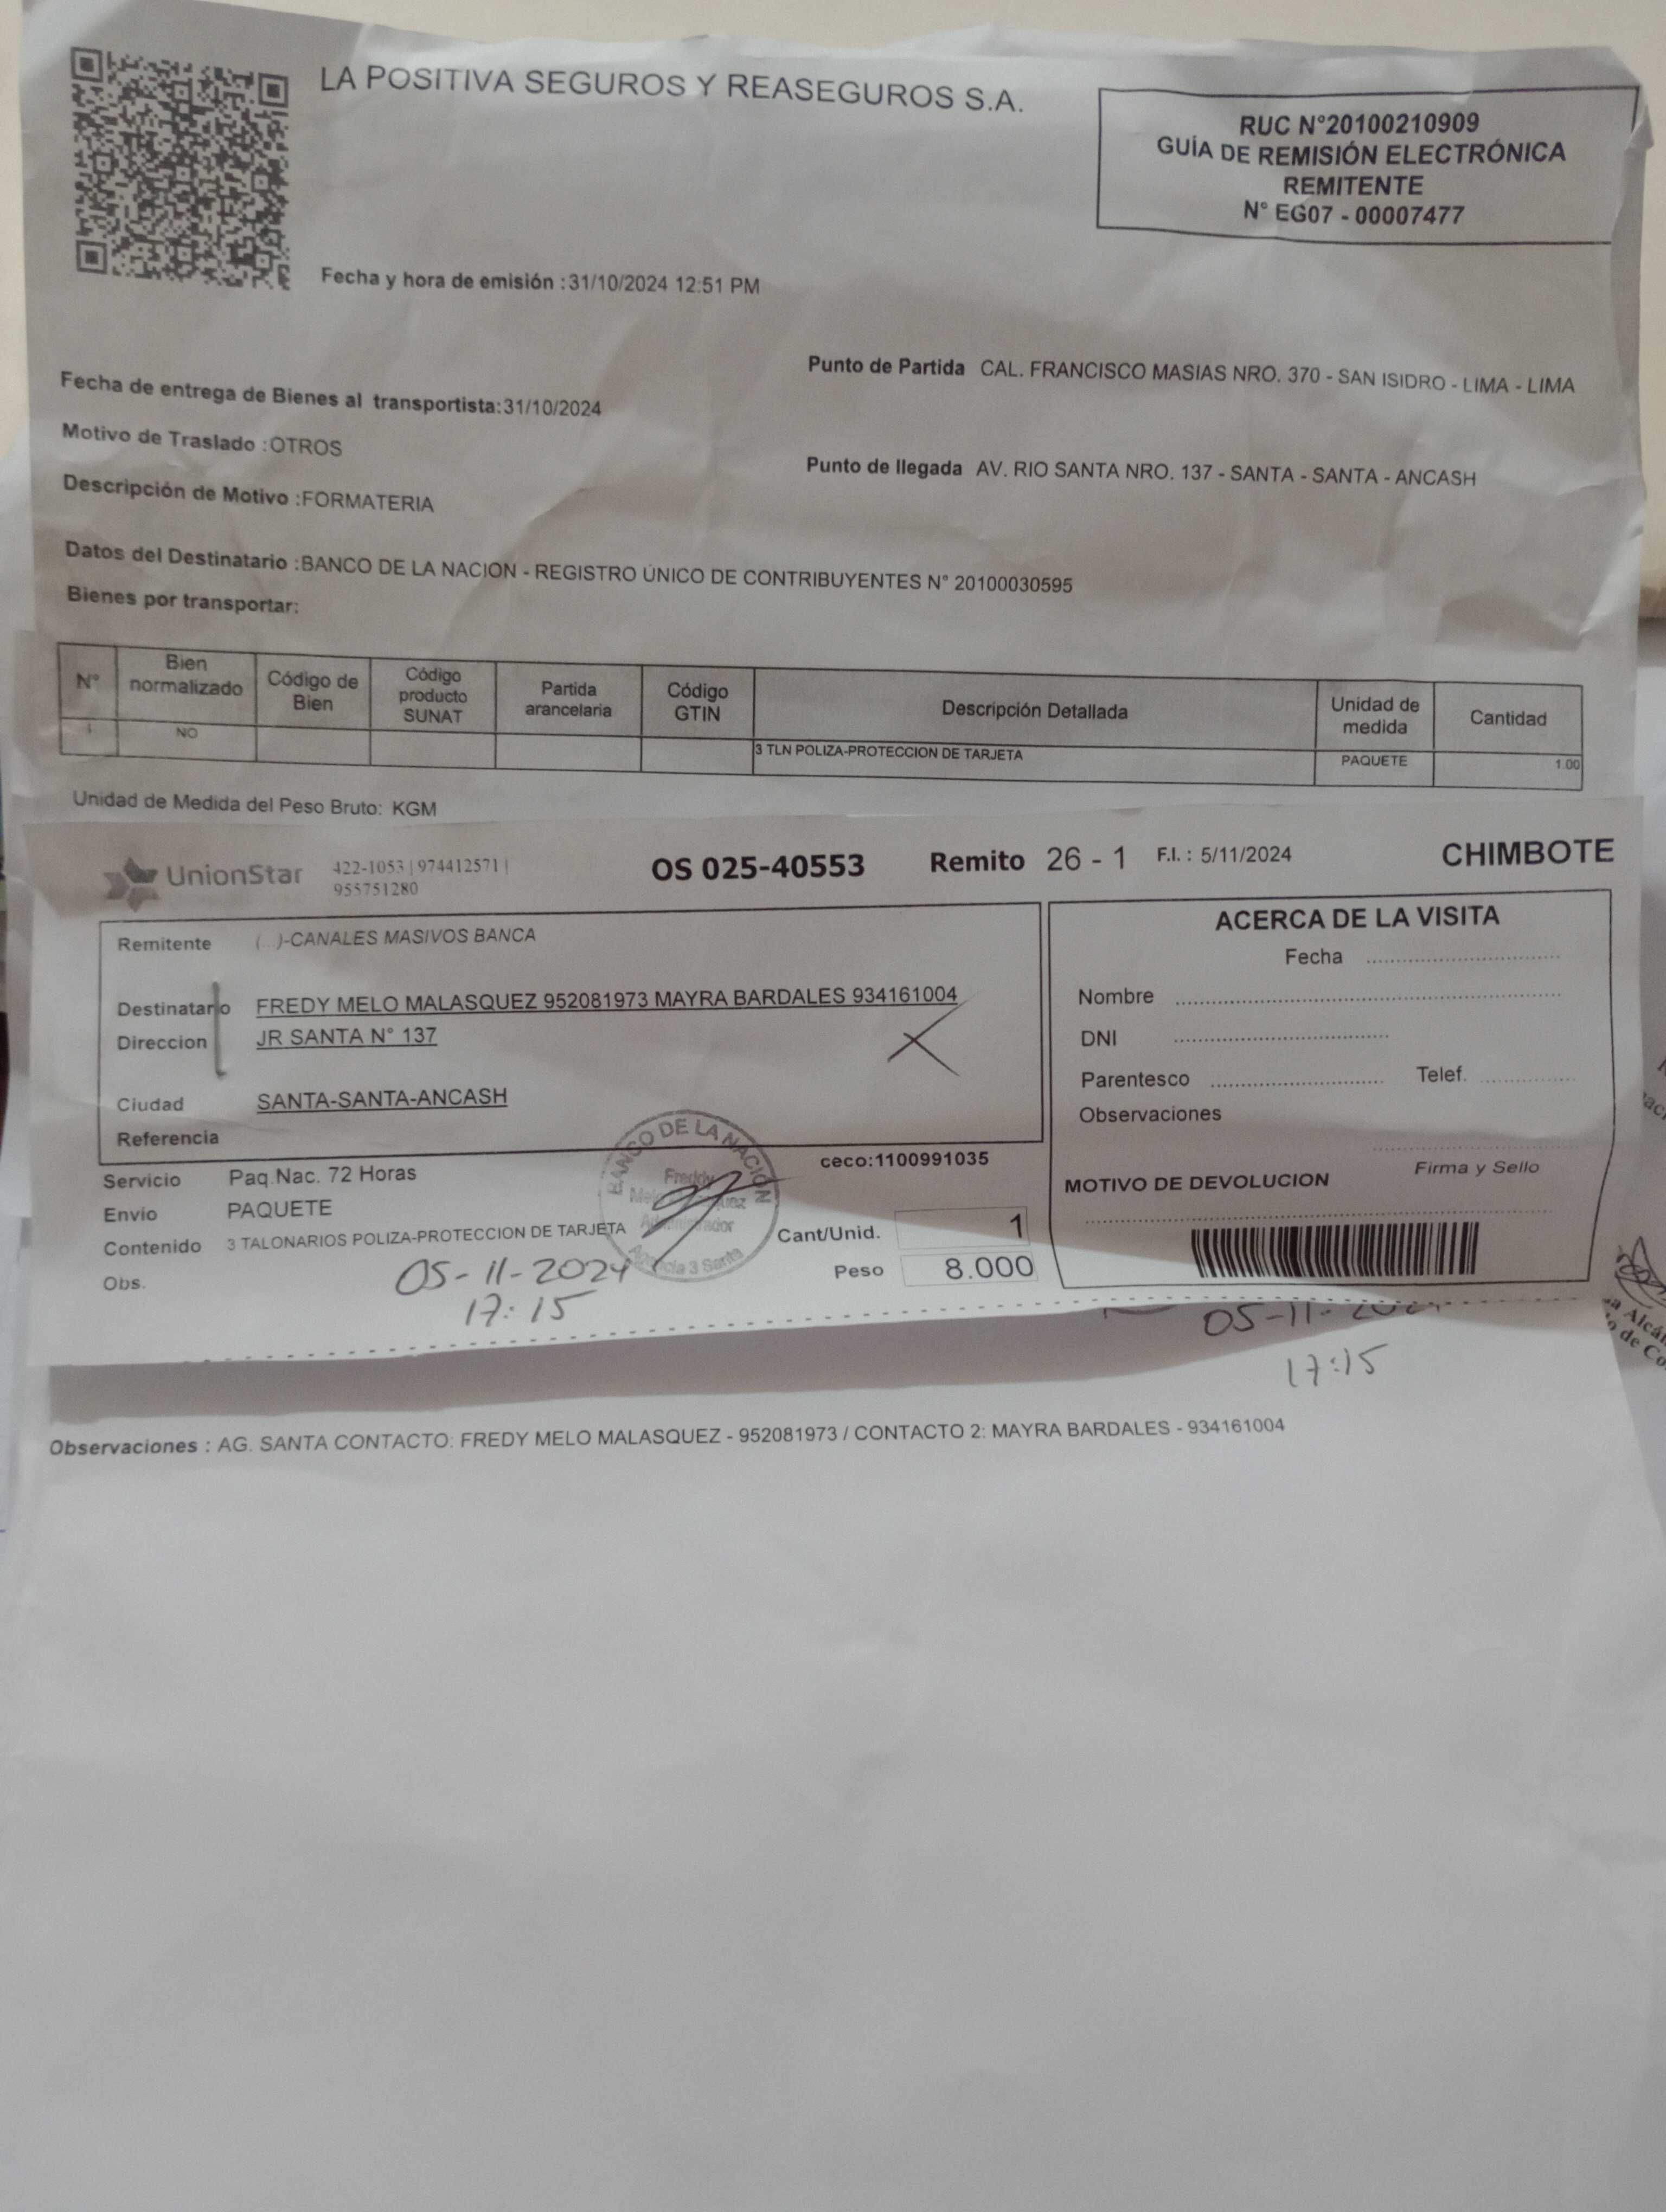 LA POSITIVA SEGUROS Y REASEGUROS S.A.
RUC N°20100210909
GUÍA DE REMISIÓN ELECTRÓNICA
REMITENTE
N° EG07 - 00007477
Fecha y hora de emisión :31/10/2024 12:51 PM
Punto de Partida CAL. FRANCISCO MASIAS NRO. 370 - SAN ISIDRO - LIMA - LIMA
Fecha de entrega de Bienes al transportista:31/10/2024
Motivo de Traslado :OTROS
Punto de llegada AV. RIO SANTA NRO. 137 - SANTA - SANTA - ANCASH
Descripción de Motivo :FORMATERIA
Datos del Destinatario :BANCO DE LA NACION - REGISTRO ÚNICO DE CONTRIBUYENTES N° 20100030595
Bienes por transportar:
N° Bien normalizado Código de Bien Código producto SUNAT Partida arancelaria Código GTIN Descripción Detallada Unidad de medida Cantidad
1 NO 3 TLN POLIZA-PROTECCION DE TARJETA PAQUETE 1.00
Unidad de Medida del Peso Bruto: KGM
UnionStar 422-1053 | 974412571 |
955751280
OS 025-40553 Remito 26 - 1 F.I. : 5/11/2024 CHIMBOTE
Remitente (...)-CANALES MASIVOS BANCA
Destinatario FREDY MELO MALASQUEZ 952081973 MAYRA BARDALES 934161004
Direccion JR SANTA N° 137
Ciudad SANTA-SANTA-ANCASH
Referencia
ceco:1100991035
Servicio Paq.Nac. 72 Horas
Envio PAQUETE
Contenido 3 TALONARIOS POLIZA-PROTECCION DE TARJETA
Obs.
Cant/Unid. 1
Peso 8.000
BANCO DE LA NACION
Freddy
Administrador
Agencia 3 Santa
05-11-2024
17:15
ACERCA DE LA VISITA
Fecha
Nombre
DNI
Parentesco Telef.
Observaciones
Firma y Sello
MOTIVO DE DEVOLUCION
05-11-2024
17:15
Observaciones : AG. SANTA CONTACTO: FREDY MELO MALASQUEZ - 952081973 / CONTACTO 2: MAYRA BARDALES - 934161004